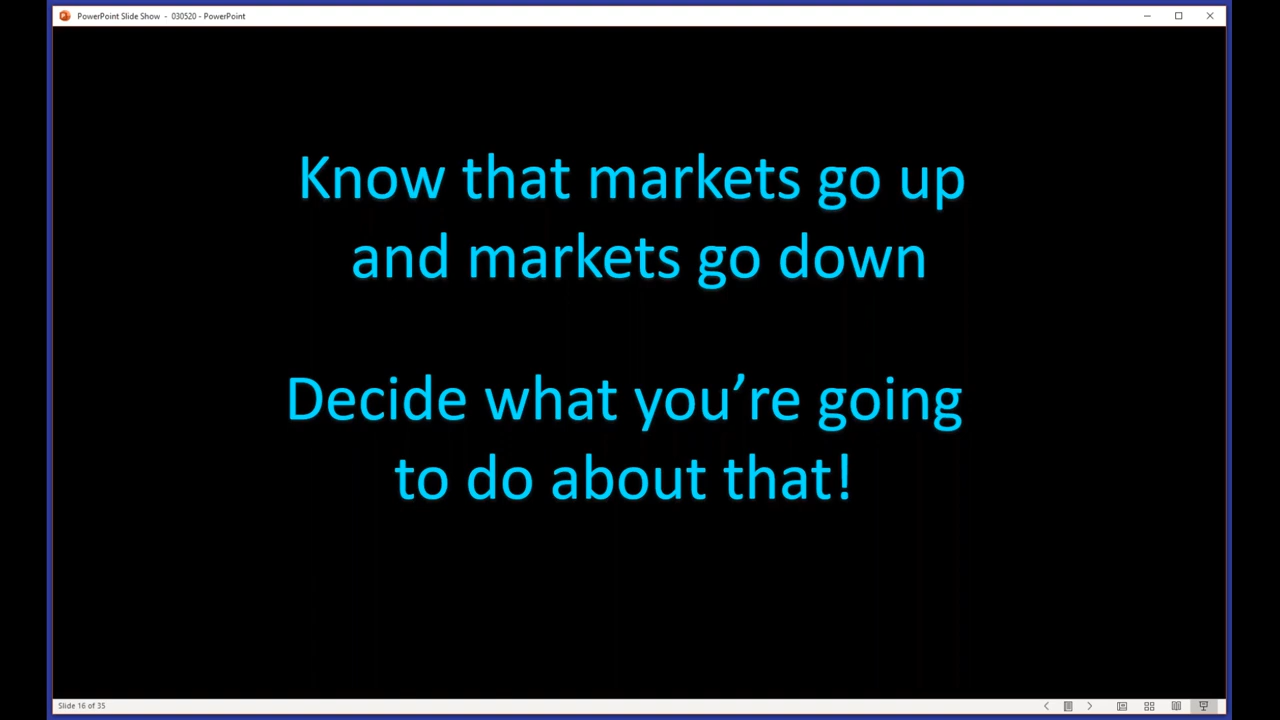 PowerPoint Slide Show - 030520 - PowerPoint
Know that markets go up
and markets go down
Decide what you’re going
to do about that!
Slide 16 of 35